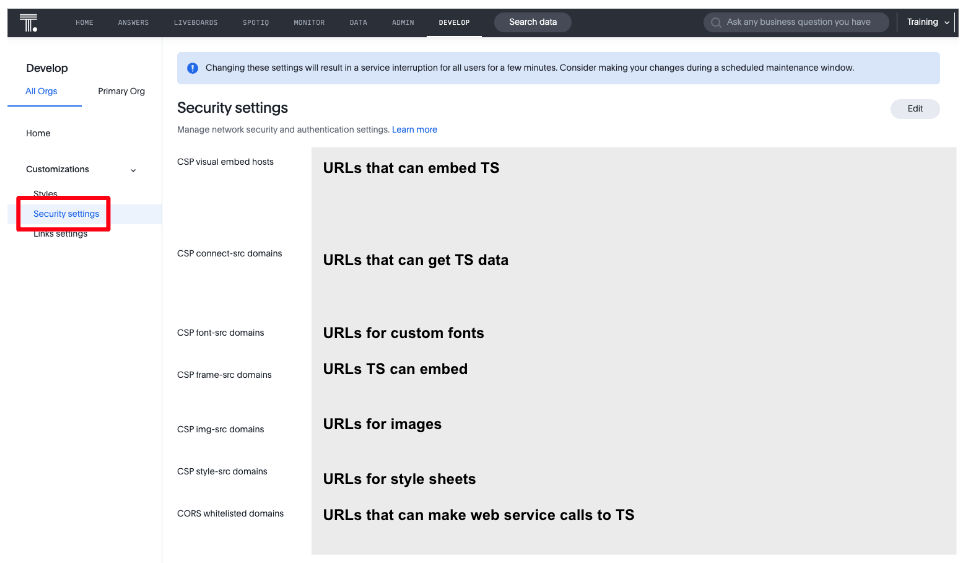 HOME ANSWERS LIVEBOARDS SPOTIQ MONITOR DATA ADMIN DEVELOP Search data Ask any business question you have Training
Develop
All Orgs Primary Org
Home
Customizations
Styles
Security settings
Links settings
Changing these settings will result in a service interruption for all users for a few minutes. Consider making your changes during a scheduled maintenance window.
Security settings Edit
Manage network security and authentication settings. Learn more
CSP visual embed hosts URLs that can embed TS
CSP connect-src domains URLs that can get TS data
CSP font-src domains URLs for custom fonts
CSP frame-src domains URLs TS can embed
CSP img-src domains URLs for images
CSP style-src domains URLs for style sheets
CORS whitelisted domains URLs that can make web service calls to TS